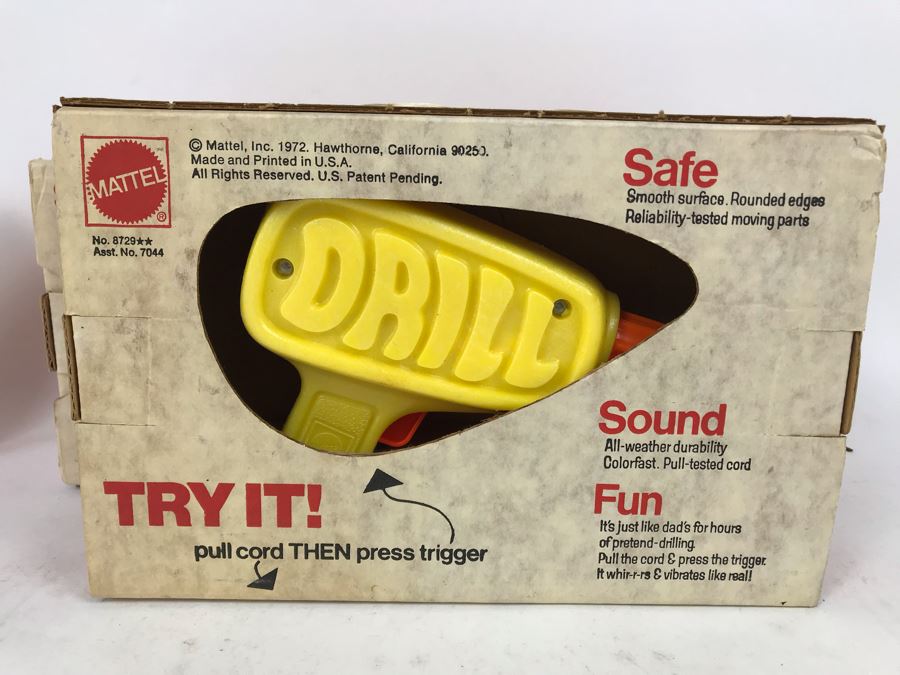 MATTEL
®
No. 8729★★
Asst. No. 7044
© Mattel, Inc. 1972. Hawthorne, California 90250.
Made and Printed in U.S.A.
All Rights Reserved. U.S. Patent Pending.
Safe
Smooth surface. Rounded edges
Reliability-tested moving parts
DRILL
Sound
All-weather durability
Colorfast. Pull-tested cord
TRY IT!
pull cord THEN press trigger
Fun
It's just like dad's for hours
of pretend-drilling.
Pull the cord & press the trigger.
It whir-r-rs & vibrates like real!